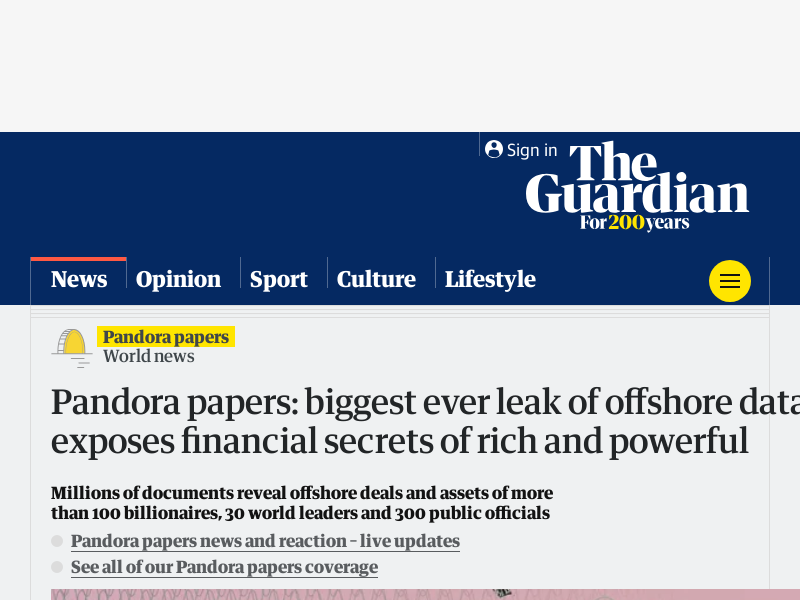 Sign in
The
Guardian
For 200 years
News Opinion Sport Culture Lifestyle
Pandora papers
World news
Pandora papers: biggest ever leak of offshore data
exposes financial secrets of rich and powerful
Millions of documents reveal offshore deals and assets of more
than 100 billionaires, 30 world leaders and 300 public officials
Pandora papers news and reaction – live updates
See all of our Pandora papers coverage